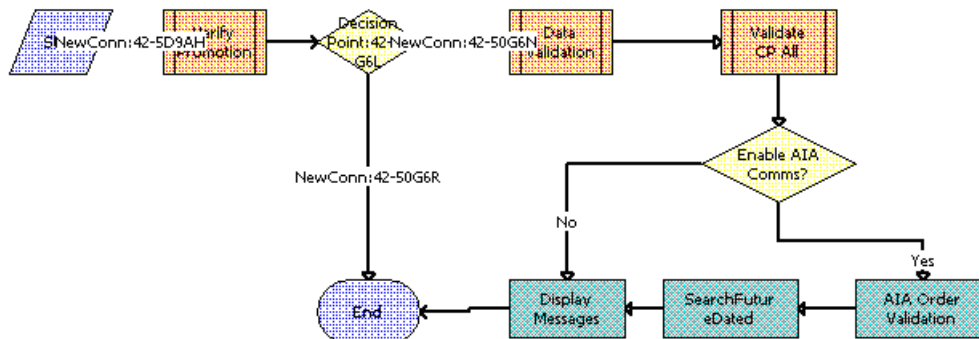 NewConn:42-5D9AH
Verify
Promotion
Decision
Point:42-
G6L
NewConn:42-50G6N
Data
Validation
Validate
CP All
Enable AIA
Comms?
NewConn:42-50G6R
No
Yes
End
Display
Messages
SearchFutur
eDated
AIA Order
Validation